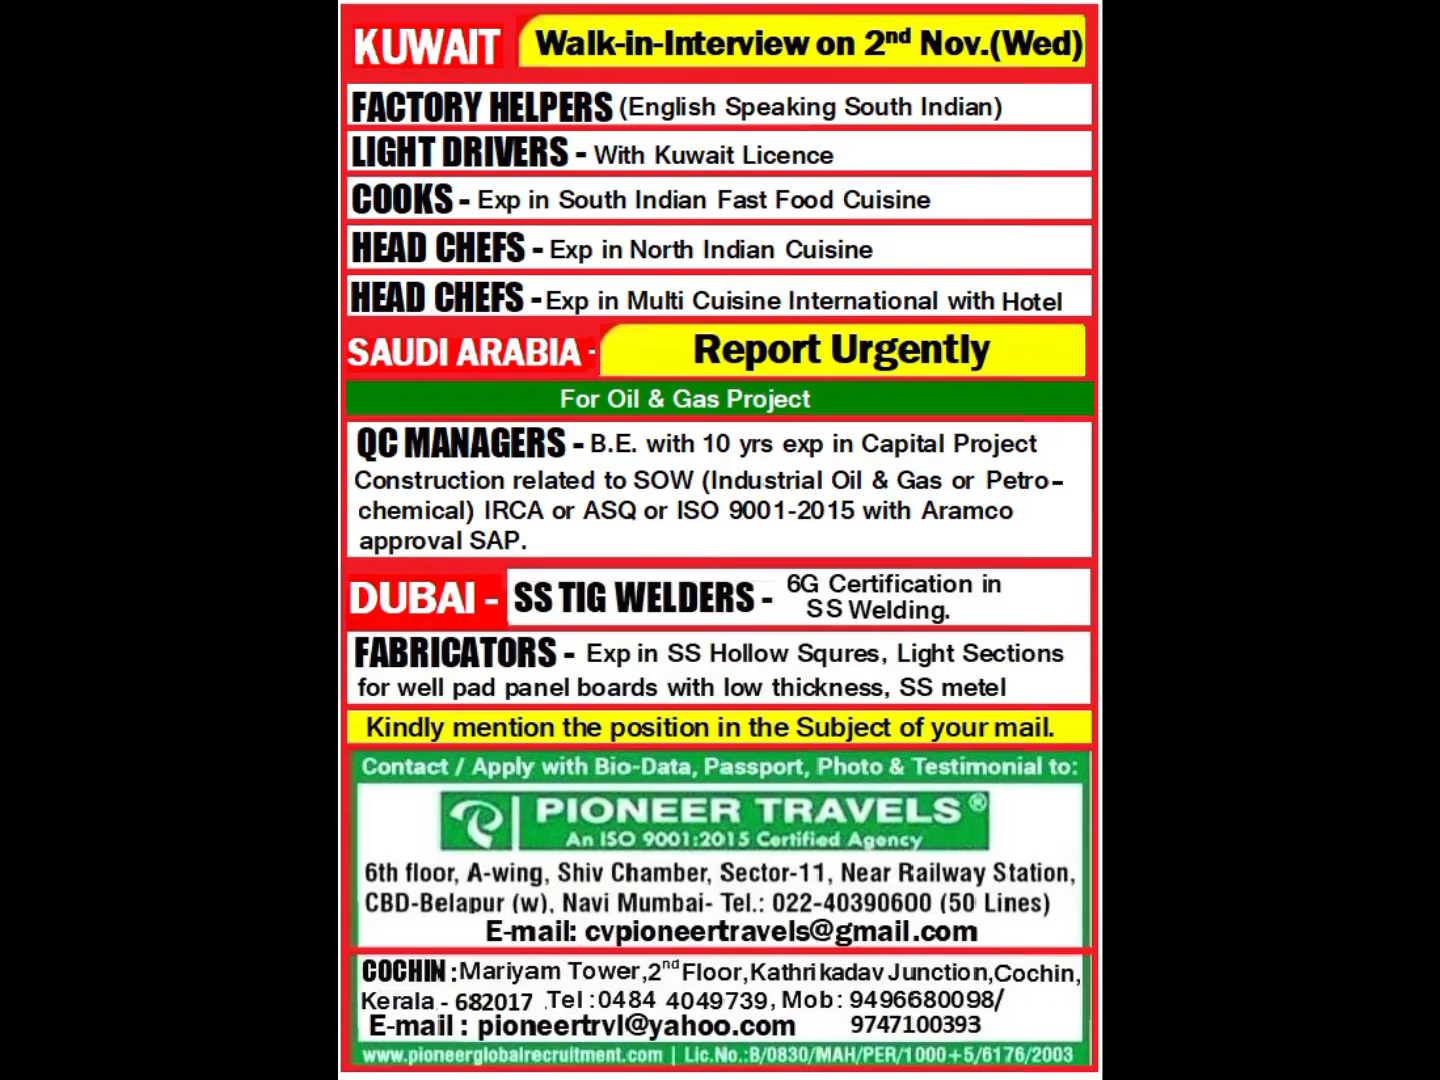 KUWAIT Walk-in-Interview on 2nd Nov.(Wed)
FACTORY HELPERS (English Speaking South Indian)
LIGHT DRIVERS - With Kuwait Licence
COOKS - Exp in South Indian Fast Food Cuisine
HEAD CHEFS - Exp in North Indian Cuisine
HEAD CHEFS - Exp in Multi Cuisine International with Hotel
SAUDI ARABIA - Report Urgently
For Oil & Gas Project
QC MANAGERS - B.E. with 10 yrs exp in Capital Project
Construction related to SOW (Industrial Oil & Gas or Petro-
chemical) IRCA or ASQ or ISO 9001-2015 with Aramco
approval SAP.
DUBAI - SS TIG WELDERS - 6G Certification in
SS Welding.
FABRICATORS - Exp in SS Hollow Squres, Light Sections
for well pad panel boards with low thickness, SS metel
Kindly mention the position in the Subject of your mail.
Contact / Apply with Bio-Data, Passport, Photo & Testimonial to:
PIONEER TRAVELS ®
An ISO 9001:2015 Certified Agency
6th floor, A-wing, Shiv Chamber, Sector-11, Near Railway Station,
CBD-Belapur (w), Navi Mumbai- Tel.: 022-40390600 (50 Lines)
E-mail: cvpioneertravels@gmail.com
COCHIN : Mariyam Tower,2nd Floor,Kathrikadav Junction,Cochin,
Kerala - 682017 .Tel :0484 4049739, Mob: 9496680098/
E-mail : pioneertrvl@yahoo.com 9747100393
www.pioneerglobalrecruitment.com | Lic.No.:B/0830/MAH/PER/1000+5/6176/2003